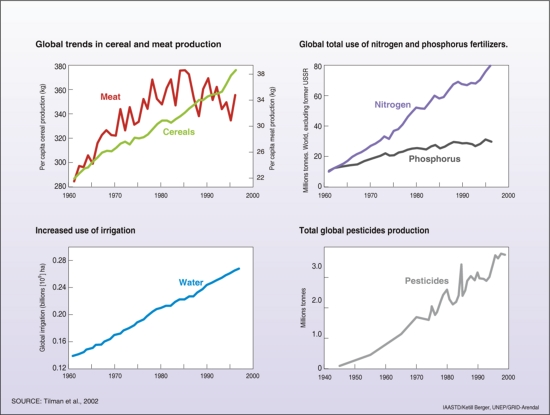 Global trends in cereal and meat production
Per capita cereal production (kg)
380
360
340
320
300
280
Meat
Cereals
38
34
30
26
22
Per capita meat production (kg)
1960
1970
1980
1990
2000
Global total use of nitrogen and phosphorus fertilizers.
Millions tonnes. World, excluding former USSR
80
60
40
20
0
Nitrogen
Phosphorus
1960
1970
1980
1990
2000
Increased use of irrigation
Global irrigation (billions [10⁹] ha)
0.28
0.24
0.20
0.16
0.12
Water
1960
1970
1980
1990
2000
Total global pesticides production
Millions tonnes
3.0
2.0
1.0
0
Pesticides
1940
1950
1960
1970
1980
1990
2000
SOURCE: Tilman et al., 2002
IAASTD/Ketill Berger, UNEP/GRID-Arendal